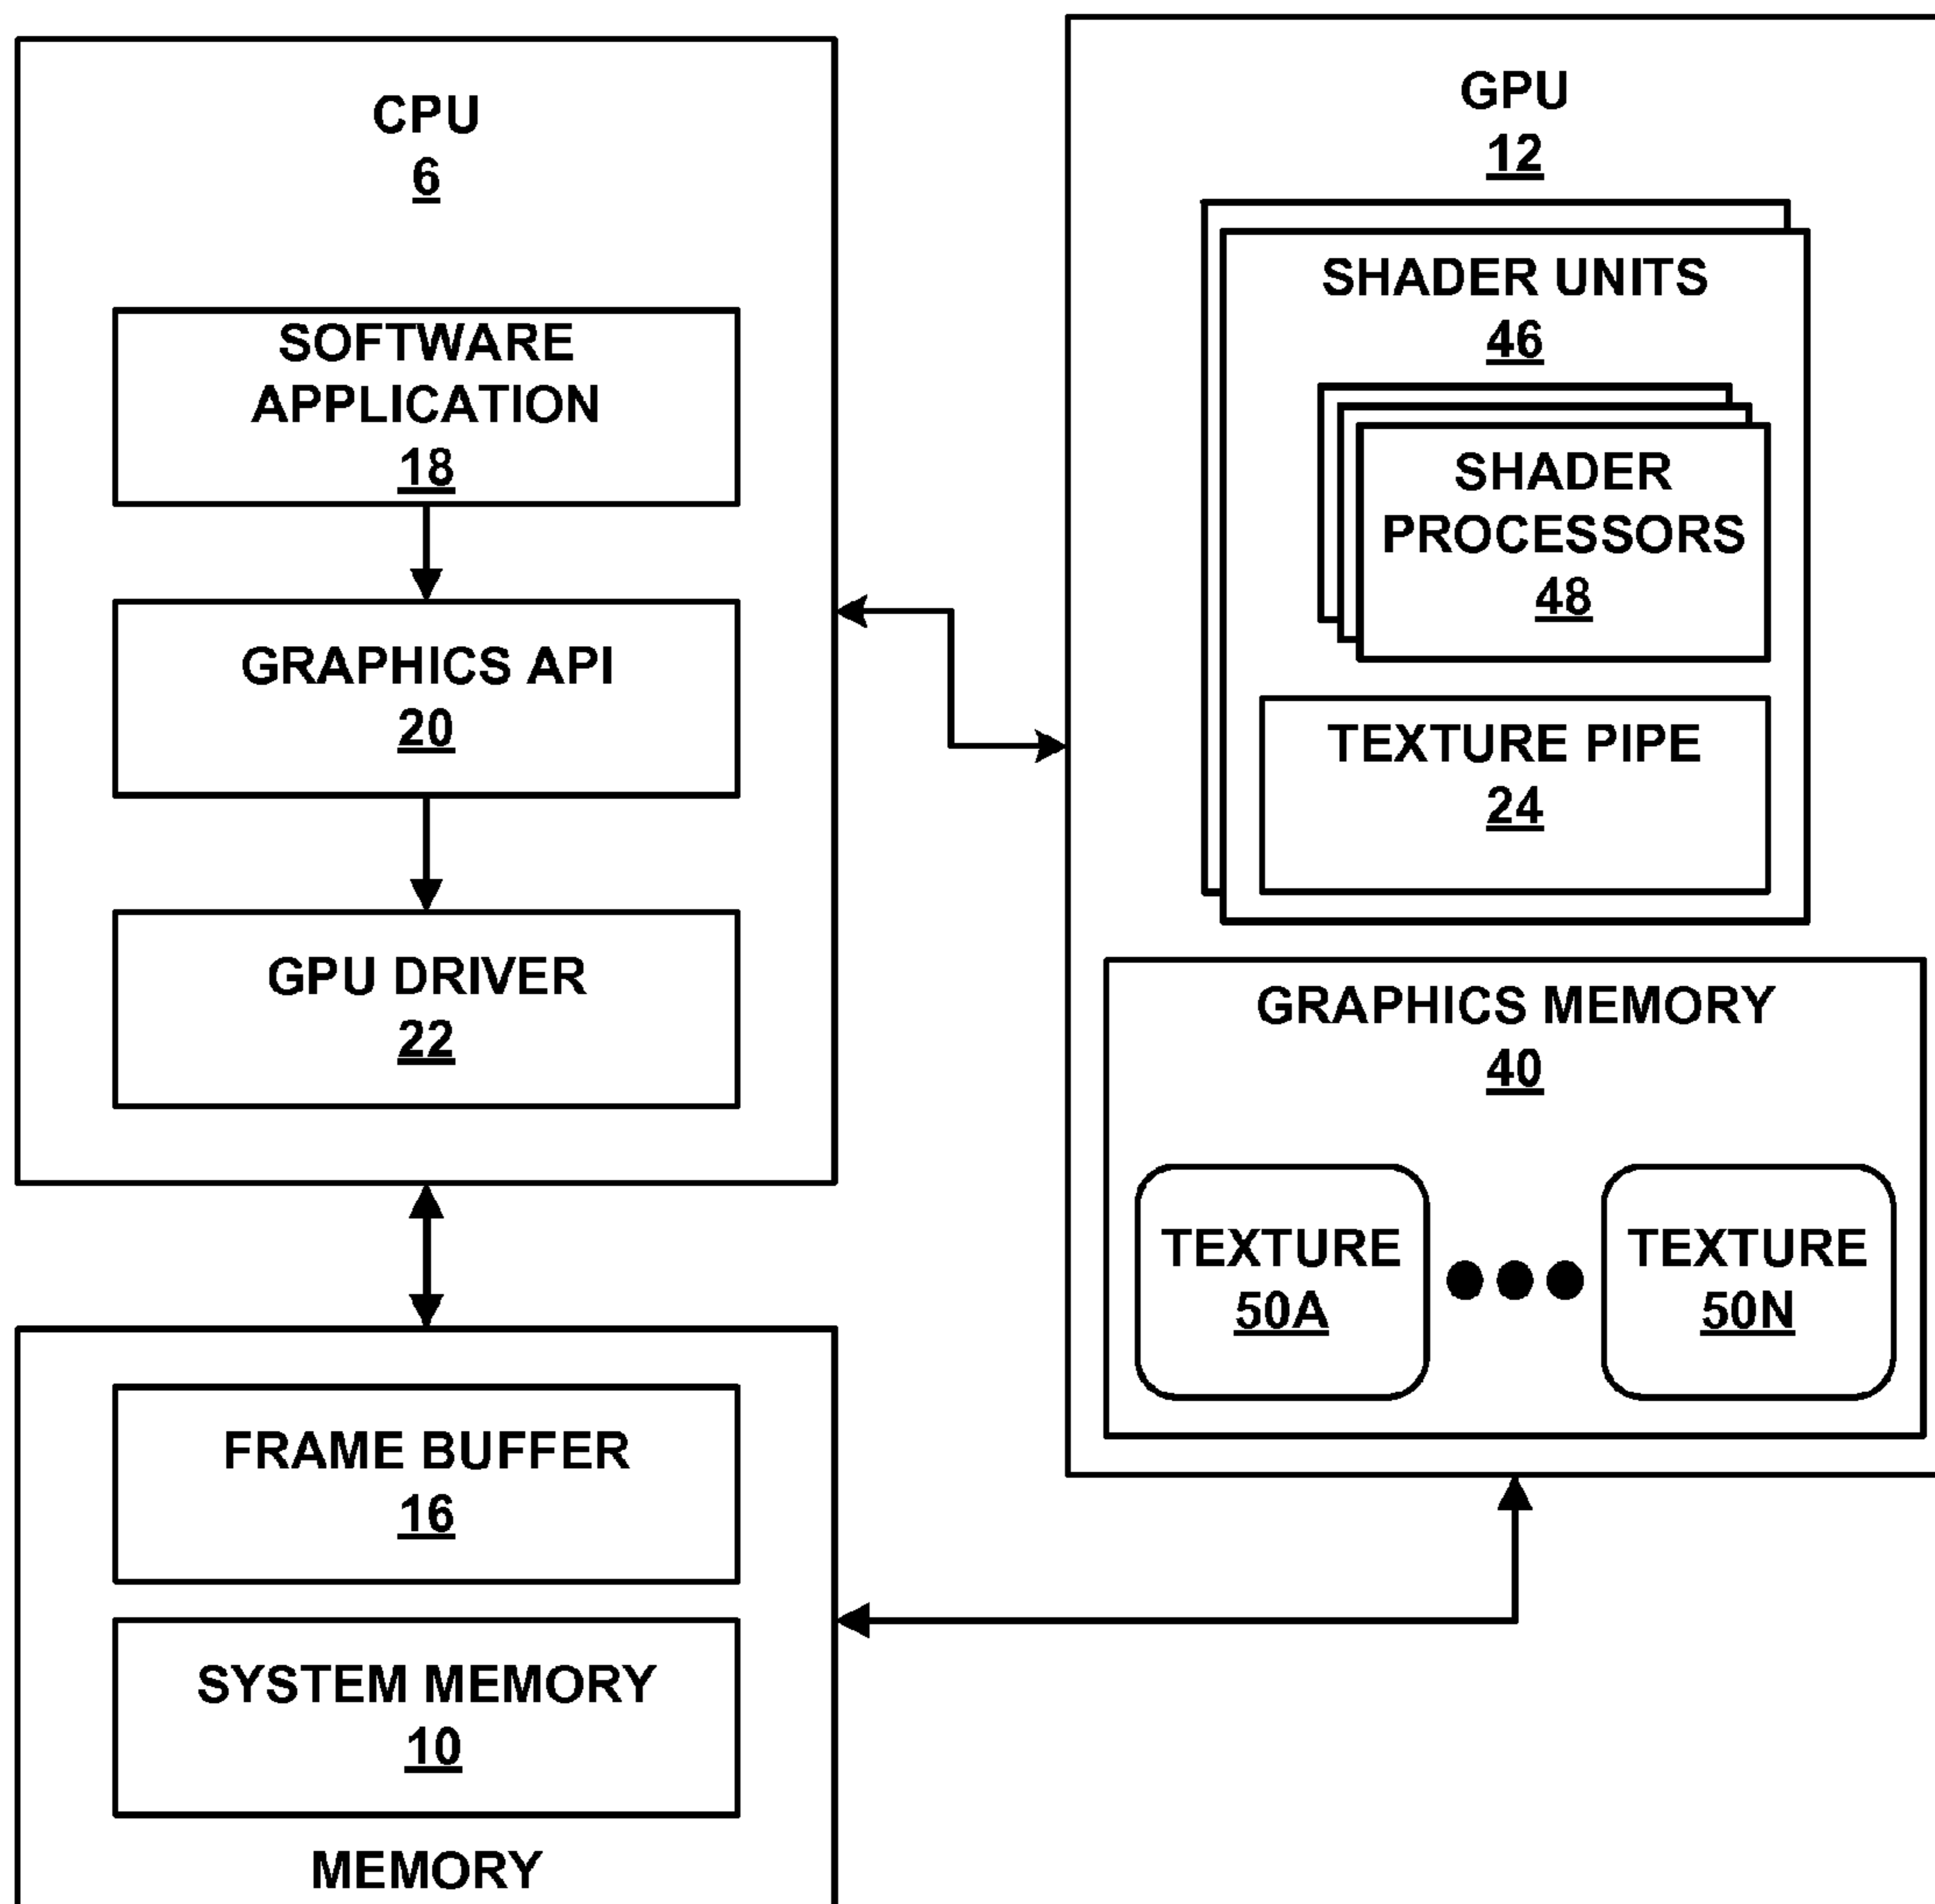 CPU
6
SOFTWARE
APPLICATION
18
GRAPHICS API
20
GPU DRIVER
22
FRAME BUFFER
16
SYSTEM MEMORY
10
MEMORY
GPU
12
SHADER UNITS
46
SHADER
PROCESSORS
48
TEXTURE PIPE
24
GRAPHICS MEMORY
40
TEXTURE
50A
TEXTURE
50N